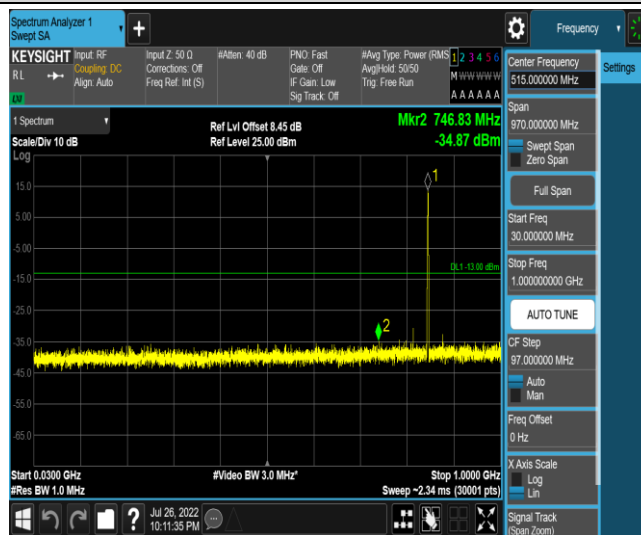 Spectrum Analyzer 1
Swept SA
Frequency
KEYSIGHT
RL
Input: RF
Coupling: DC
Align: Auto
Input Z: 50 Ω
Corrections: Off
Freq Ref: Int (S)
#Atten: 40 dB
PNO: Fast
Gate: Off
IF Gain: Low
Sig Track: Off
#Avg Type: Power (RMS
Avg|Hold: 50/50
Trig: Free Run
1 2 3 4 5 6
M W W W W W
A A A A A A
1 Spectrum
Scale/Div 10 dB
Log
Ref Lvl Offset 8.45 dB
Ref Level 25.00 dBm
Mkr2 746.83 MHz
-34.87 dBm
15.0
5.00
-5.00
-15.0
-25.0
-35.0
-45.0
-55.0
-65.0
1
DL1 -13.00 dBm
2
Start 0.0300 GHz
#Res BW 1.0 MHz
#Video BW 3.0 MHz*
Stop 1.0000 GHz
Sweep ~2.34 ms (30001 pts)
?
Jul 26, 2022
10:11:35 PM
Center Frequency
515.000000 MHz
Settings
Span
970.000000 MHz
Swept Span
Zero Span
Full Span
Start Freq
30.000000 MHz
Stop Freq
1.000000000 GHz
AUTO TUNE
CF Step
97.000000 MHz
Auto
Man
Freq Offset
0 Hz
X Axis Scale
Log
Lin
Signal Track
(Span Zoom)